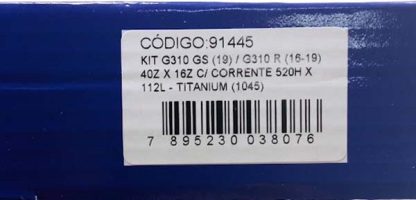 CÓDIGO:91445
KIT G310 GS (19) / G310 R (16-19)
40Z X 16Z C/ CORRENTE 520H X
112L - TITANIUM (1045)
7 895230 038076